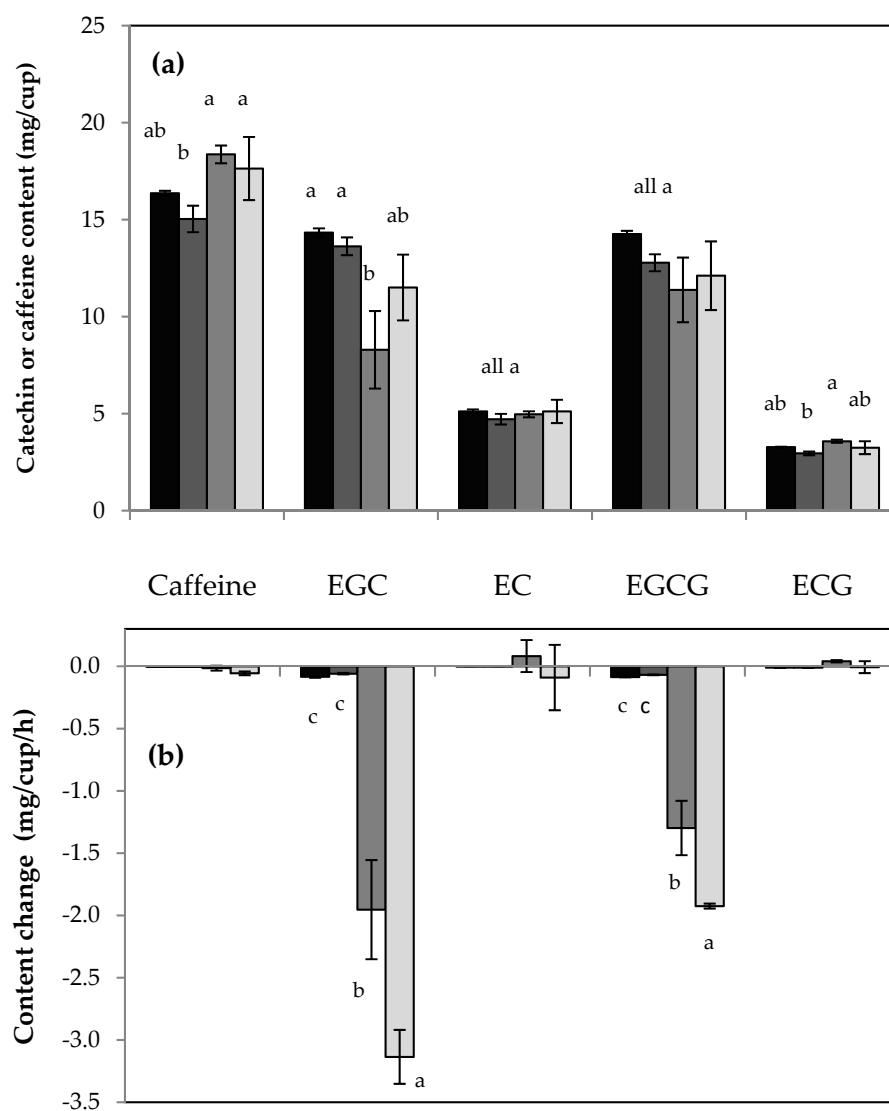 Catechin or caffeine content (mg/cup)
25
20
15
10
5
0
(a)
ab
b
a
a
a
a
b
ab
all a
all a
ab
b
a
ab
Caffeine
EGC
EC
EGCG
ECG
Content change (mg/cup/h)
0.0
-0.5
-1.0
-1.5
-2.0
-2.5
-3.0
-3.5
(b)
c
c
b
a
c
c
b
a